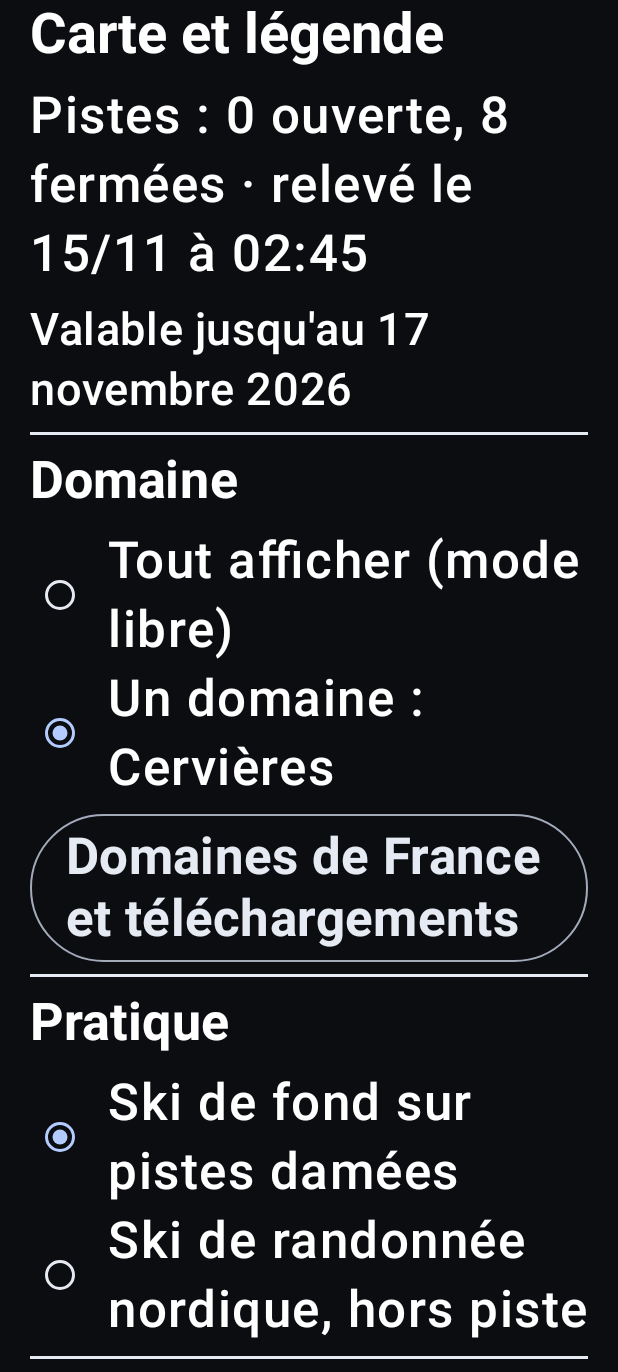 Carte et légende
Pistes : 0 ouverte, 8
fermées · relevé le
15/11 à 02:45
Valable jusqu'au 17
novembre 2026
Domaine
Tout afficher (mode
libre)
Un domaine :
Cervières
Domaines de France
et téléchargements
Pratique
Ski de fond sur
pistes damées
Ski de randonnée
nordique, hors piste